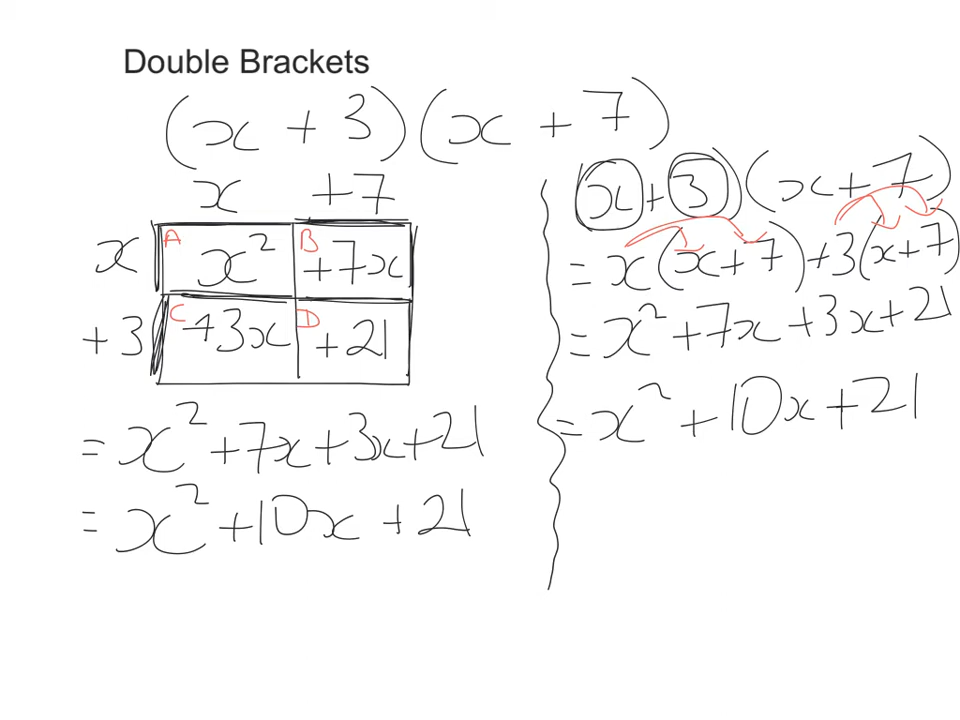 Double Brackets
(x + 3)(x + 7)
x +7
x A x² B +7x
+3 C +3x D +21
= x² +7x+3x+21
= x² +10x +21
(x+3)(x+7)
= x(x+7)+3(x+7)
= x² +7x+3x+21
= x² +10x+21